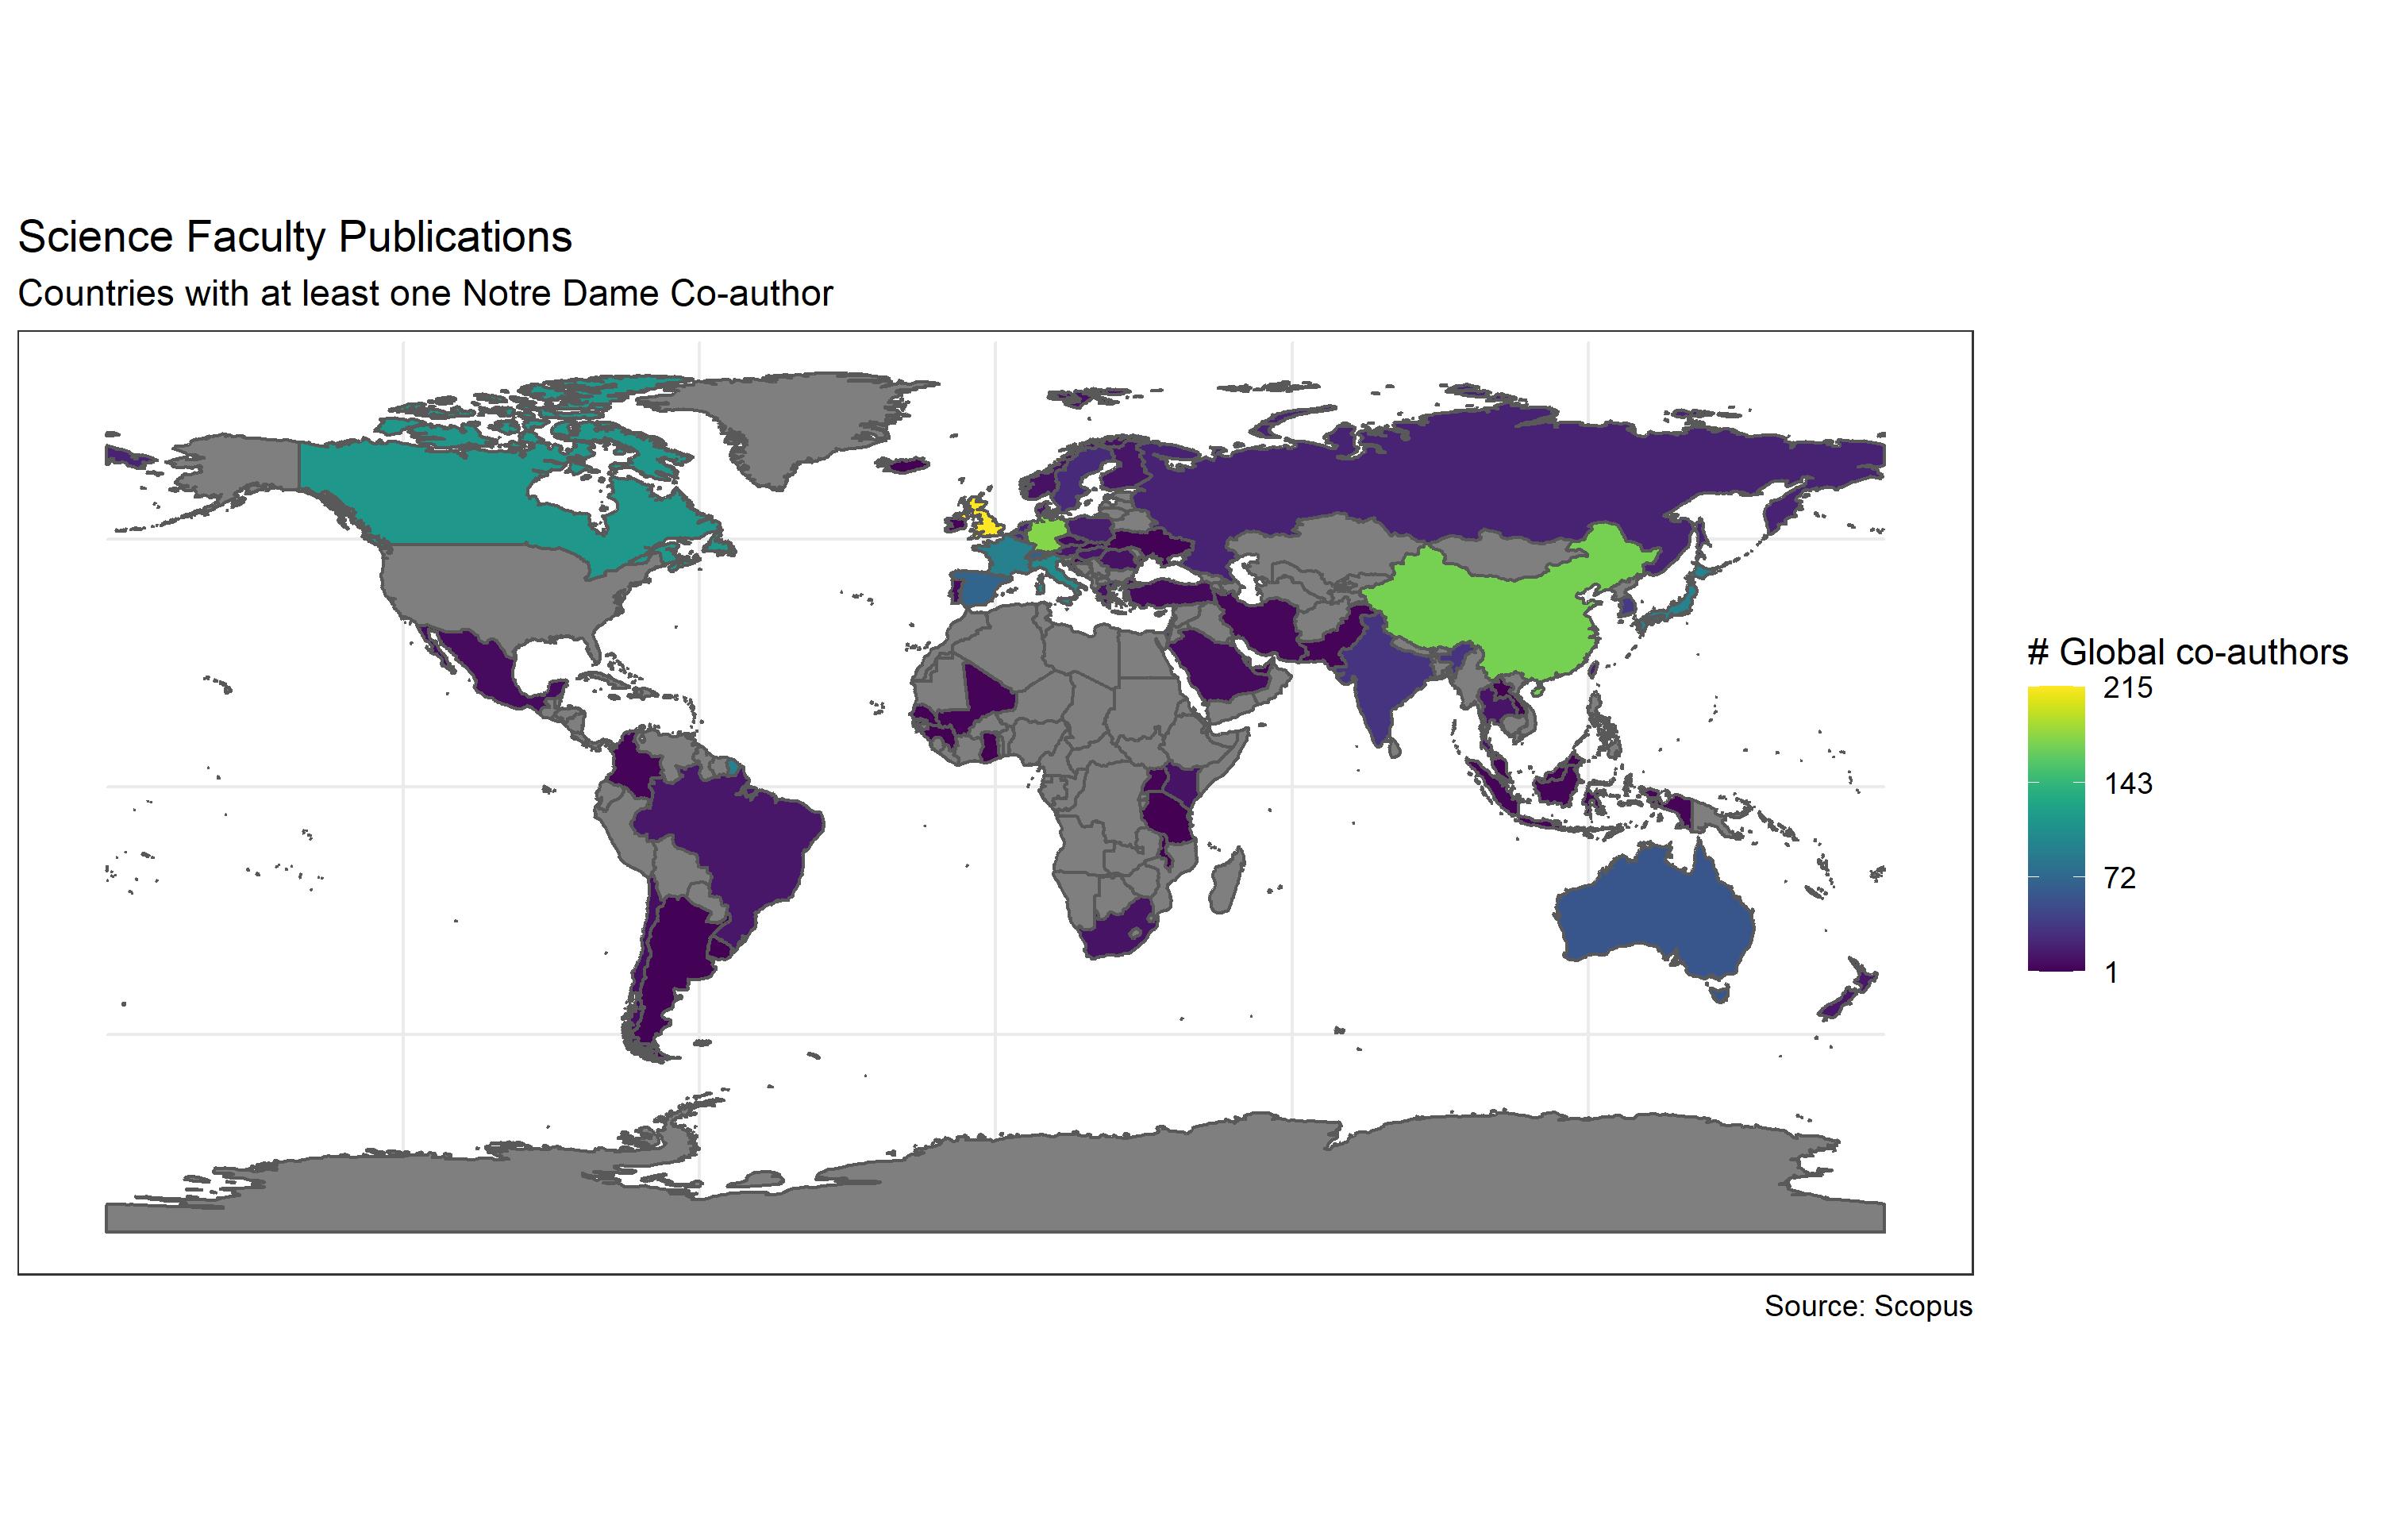 Science Faculty Publications
Countries with at least one Notre Dame Co-author
# Global co-authors
215
143
72
1
Source: Scopus